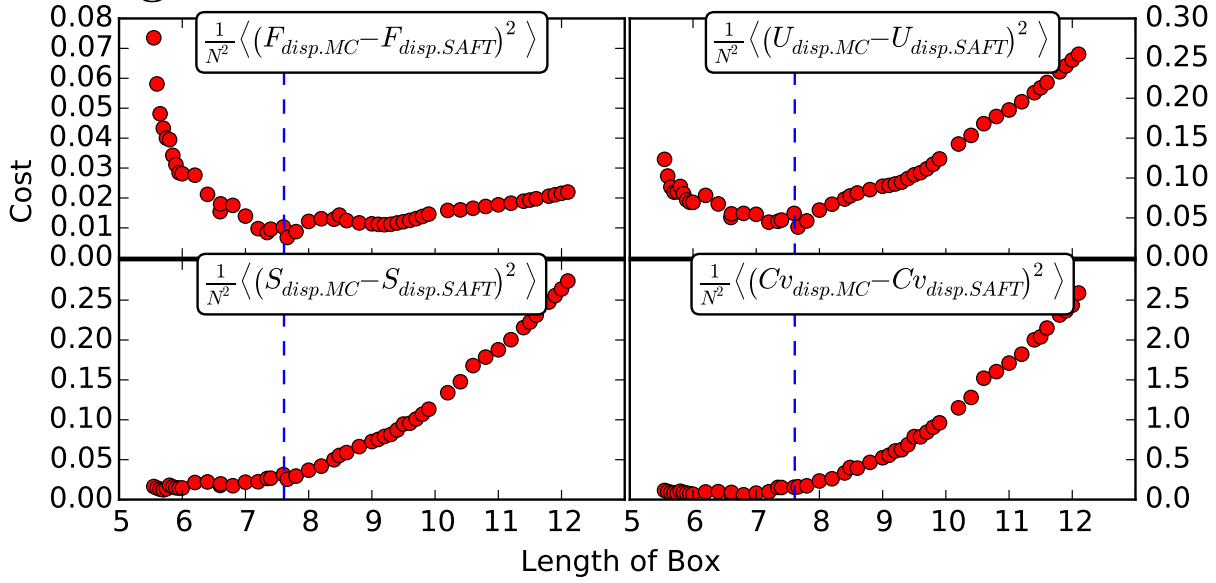 0.08 0.07 0.06 0.05 0.04 0.03 0.02 0.01 0.00
1/N² ⟨(F_disp.MC−F_disp.SAFT)²⟩
1/N² ⟨(U_disp.MC−U_disp.SAFT)²⟩
0.30 0.25 0.20 0.15 0.10 0.05 0.00
Cost
0.25 0.20 0.15 0.10 0.05 0.00
1/N² ⟨(S_disp.MC−S_disp.SAFT)²⟩
1/N² ⟨(Cv_disp.MC−Cv_disp.SAFT)²⟩
2.5 2.0 1.5 1.0 0.5 0.0
5 6 7 8 9 10 11 12
5 6 7 8 9 10 11 12 13
Length of Box